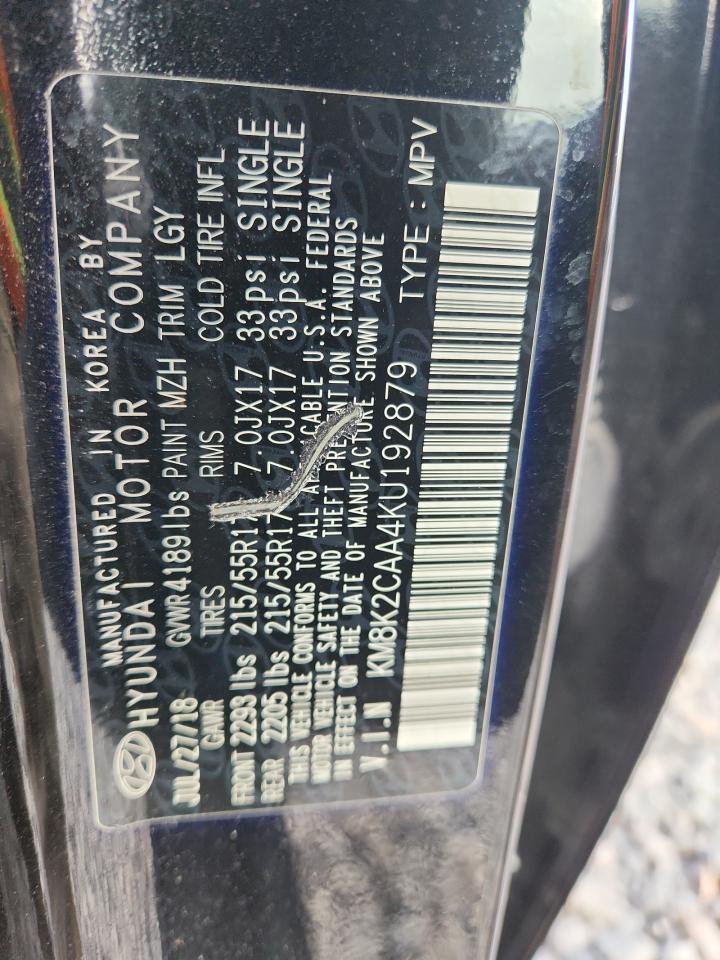 MANUFACTURED IN KOREA BY
HYUNDAI MOTOR COMPANY
JUL/27/18 GVWR 4189 lbs PAINT MZH TRIM LGY
GAWR TIRES RIMS COLD TIRE INFL
FRONT 2293 lbs 215/55R17 7.0JX17 33psi SINGLE
REAR 2205 lbs 215/55R17 7.0JX17 33psi SINGLE
THIS VEHICLE CONFORMS TO ALL APPLICABLE U.S.A. FEDERAL
MOTOR VEHICLE SAFETY AND THEFT PREVENTION STANDARDS
IN EFFECT ON THE DATE OF MANUFACTURE SHOWN ABOVE
V.I.N KM8K2CAA4KU192879 TYPE : MPV